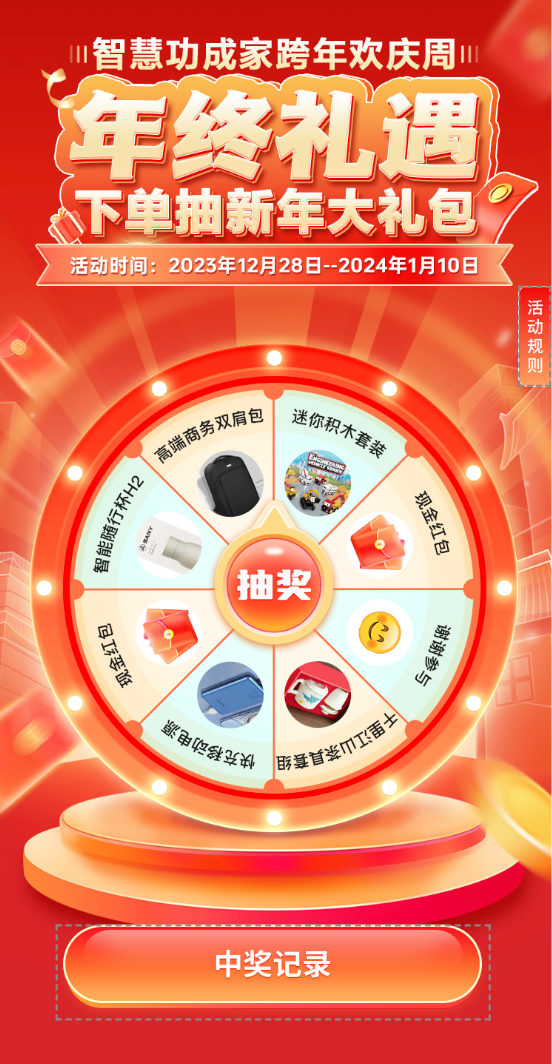 智慧功成家跨年欢庆周
年终礼遇
下单抽新年大礼包
活动时间：2023年12月28日--2024年1月10日
活动规则
高端商务双肩包
迷你积木套装
ENGINEERING
智能随行杯H2
SANY
现金红包
抽奖
现金红包
谢谢参与
快充移动电源
千里江山茶具套组
中奖记录